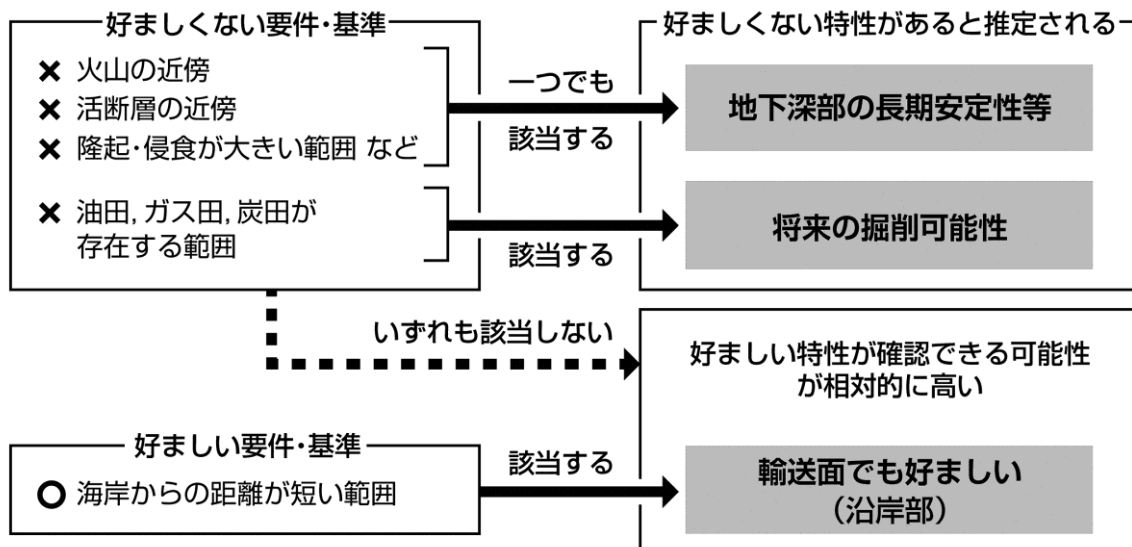 好ましくない要件・基準
× 火山の近傍
× 活断層の近傍
× 隆起・侵食が大きい範囲 など
× 油田, ガス田, 炭田が
存在する範囲
一つでも
該当する
該当する
好ましくない特性があると推定される
地下深部の長期安定性等
将来の掘削可能性
いずれも該当しない
好ましい特性が確認できる可能性
が相対的に高い
好ましい要件・基準
○ 海岸からの距離が短い範囲
該当する
輸送面でも好ましい
（沿岸部）